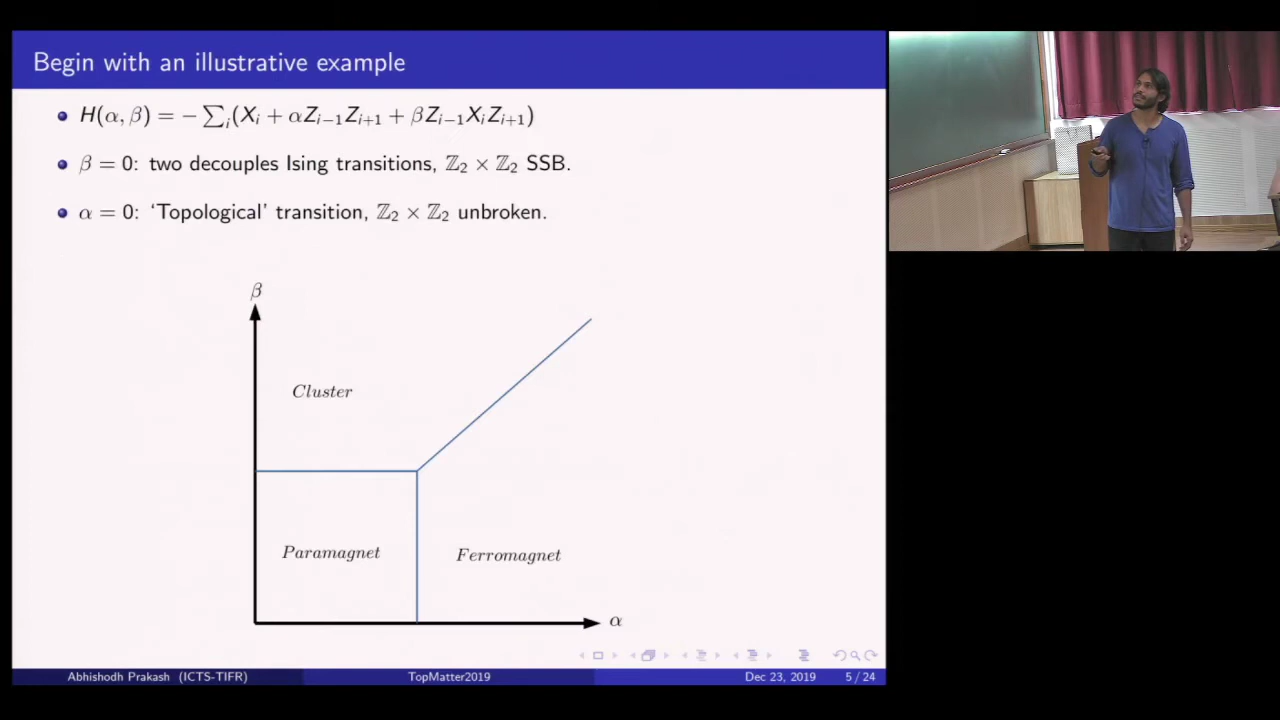 Begin with an illustrative example
H(α, β) = − ∑ᵢ(Xᵢ + αZᵢ₋₁Zᵢ₊₁ + βZᵢ₋₁XᵢZᵢ₊₁)
β = 0: two decouples Ising transitions, ℤ₂ × ℤ₂ SSB.
α = 0: ‘Topological’ transition, ℤ₂ × ℤ₂ unbroken.
β
Cluster
Paramagnet
Ferromagnet
α
Abhishodh Prakash (ICTS-TIFR)
TopMatter2019
Dec 23, 2019
5 / 24